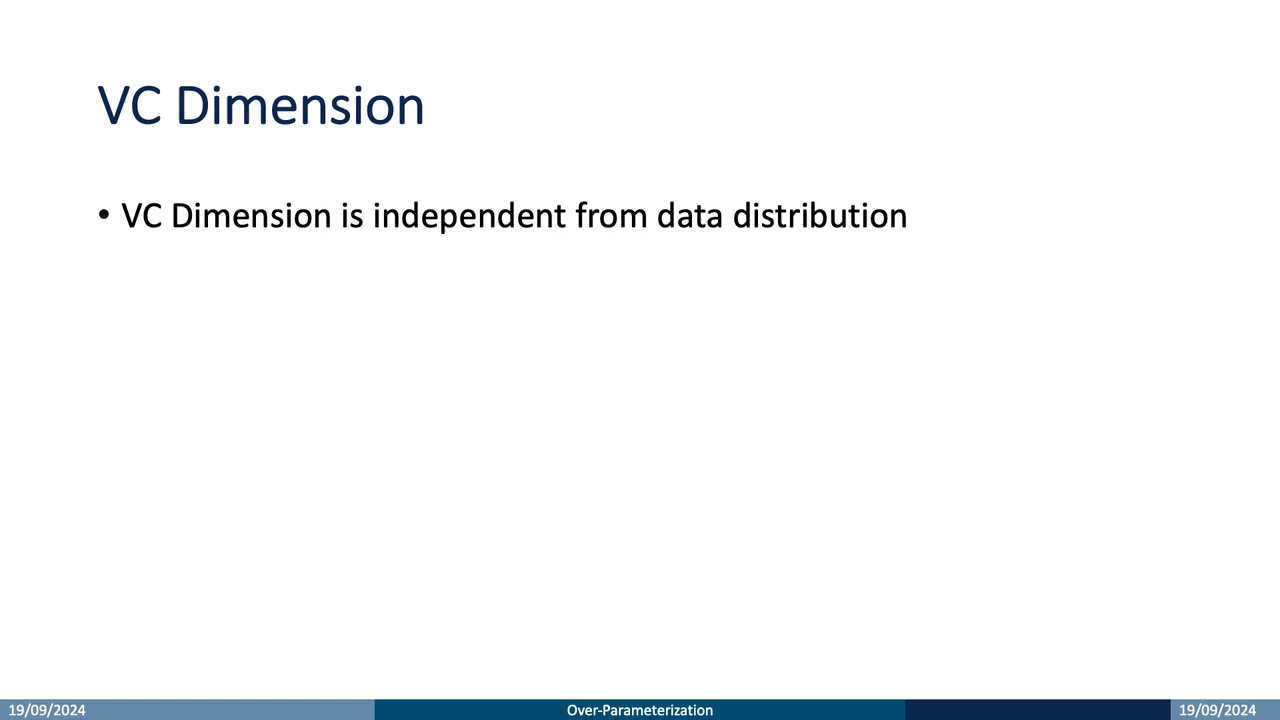 VC Dimension
• VC Dimension is independent from data distribution
19/09/2024
Over-Parameterization
19/09/2024